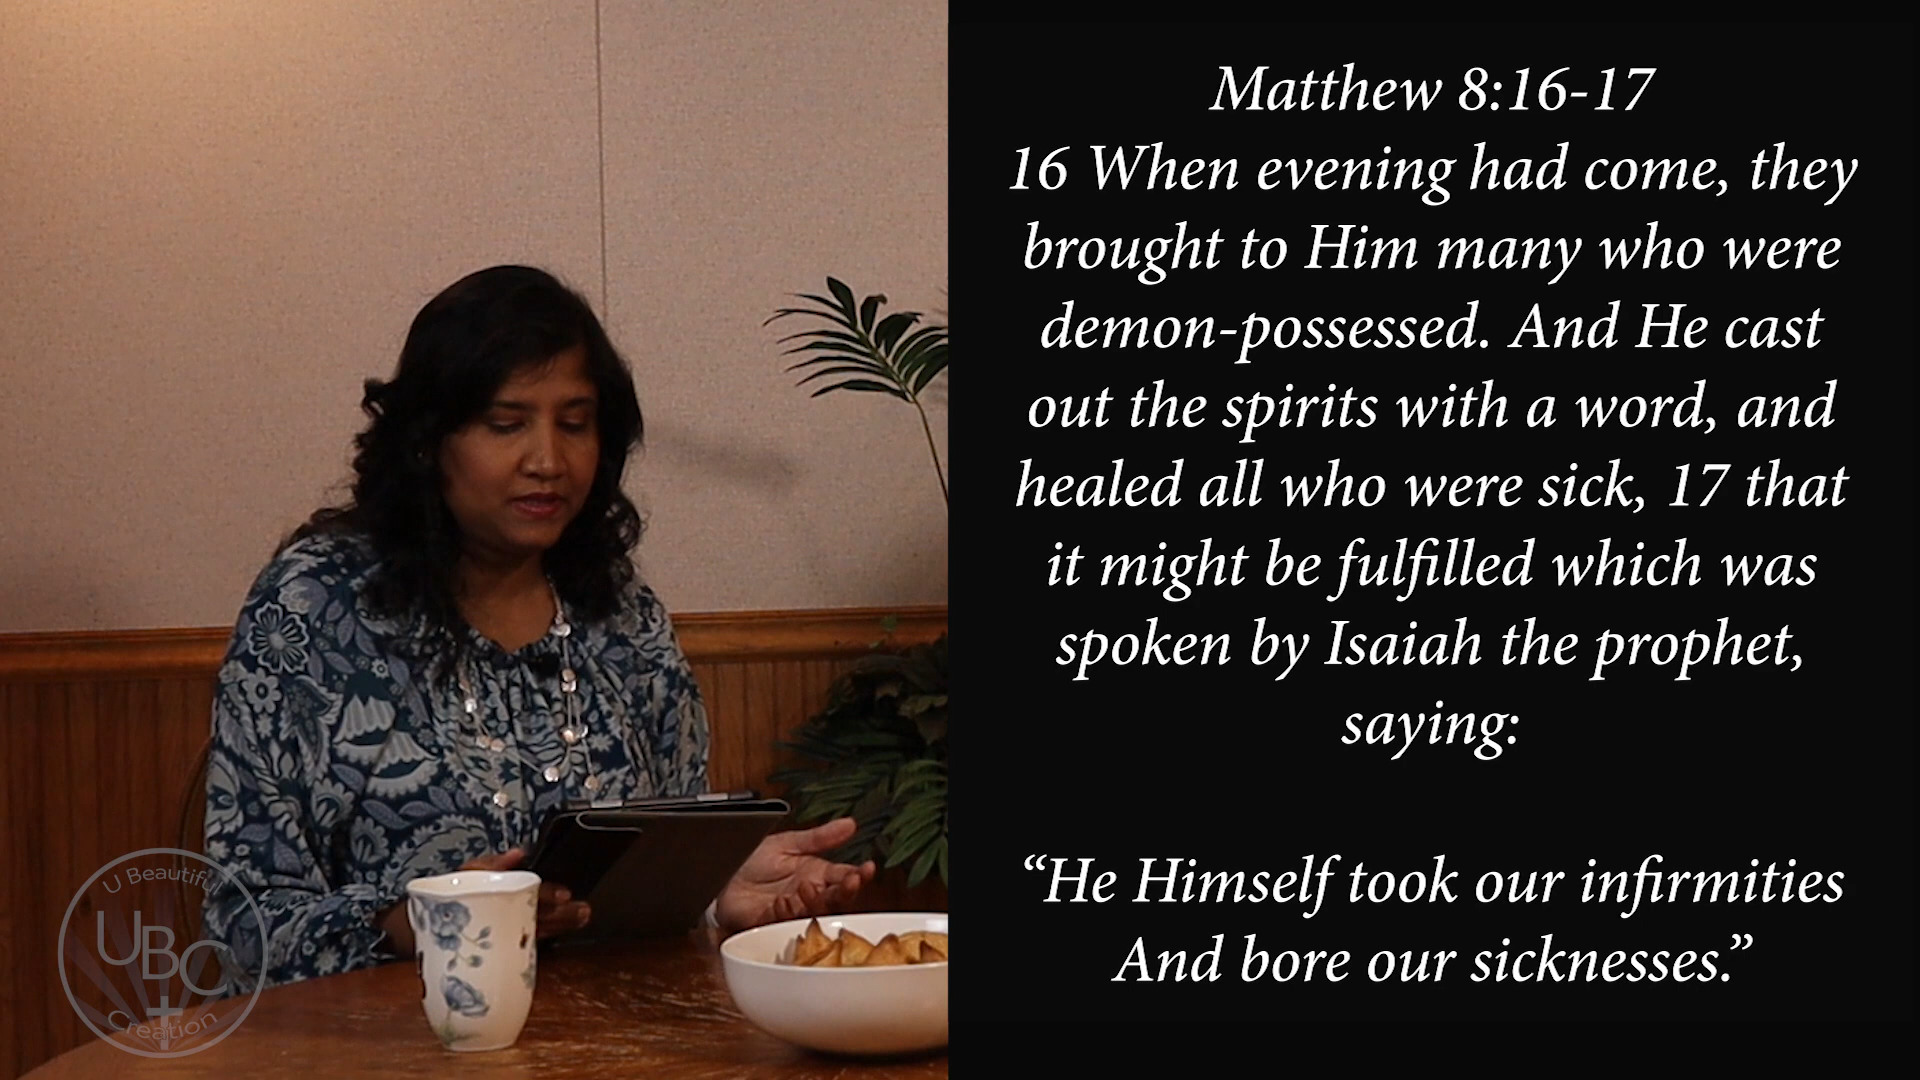 Matthew 8:16-17
16 When evening had come, they
brought to Him many who were
demon-possessed. And He cast
out the spirits with a word, and
healed all who were sick, 17 that
it might be fulfilled which was
spoken by Isaiah the prophet,
saying:
“He Himself took our infirmities
And bore our sicknesses.”
U Beautiful
UBC
Creation